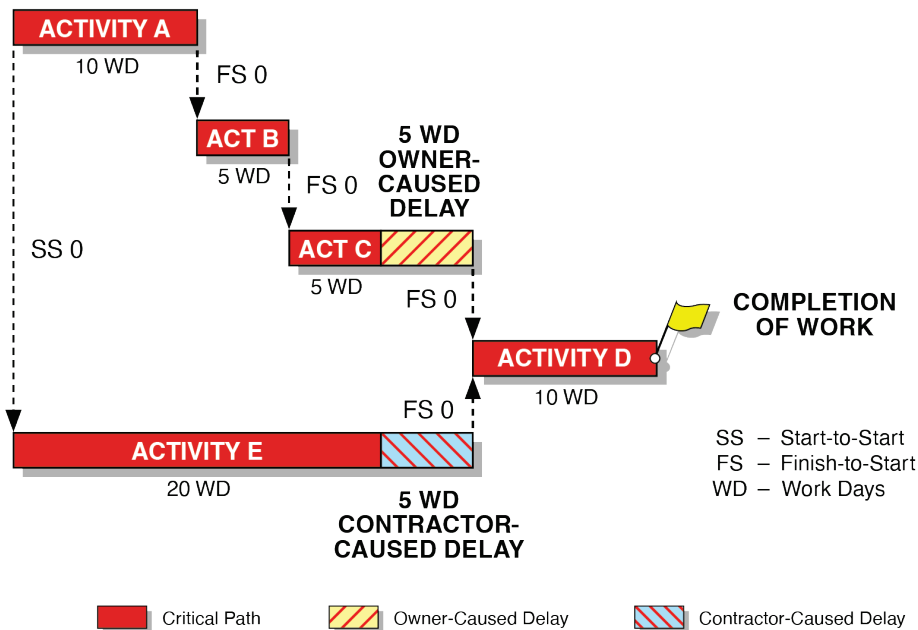 ACTIVITY A
10 WD
FS 0
ACT B
5 WD
FS 0
5 WD
OWNER-
CAUSED
DELAY
SS 0
ACT C
5 WD
FS 0
COMPLETION
OF WORK
ACTIVITY D
10 WD
FS 0
ACTIVITY E
20 WD
5 WD
CONTRACTOR-
CAUSED DELAY
SS – Start-to-Start
FS – Finish-to-Start
WD – Work Days
Critical Path
Owner-Caused Delay
Contractor-Caused Delay